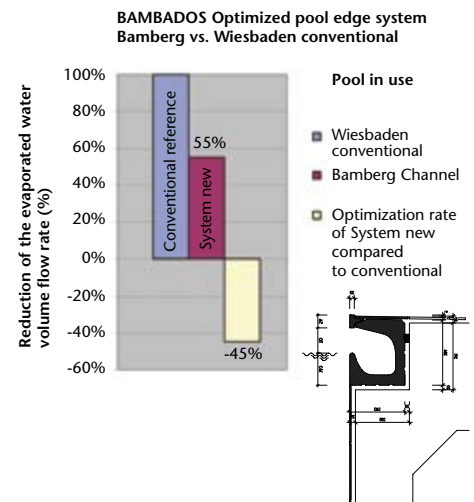 BAMBADOS Optimized pool edge system
Bamberg vs. Wiesbaden conventional
Reduction of the evaporated water
volume flow rate (%)
100%
80%
60%
40%
20%
0%
-20%
-40%
-60%
Conventional reference
System new
55%
-45%
Pool in use
Wiesbaden
conventional
Bamberg Channel
Optimization rate
of System new
compared
to conventional